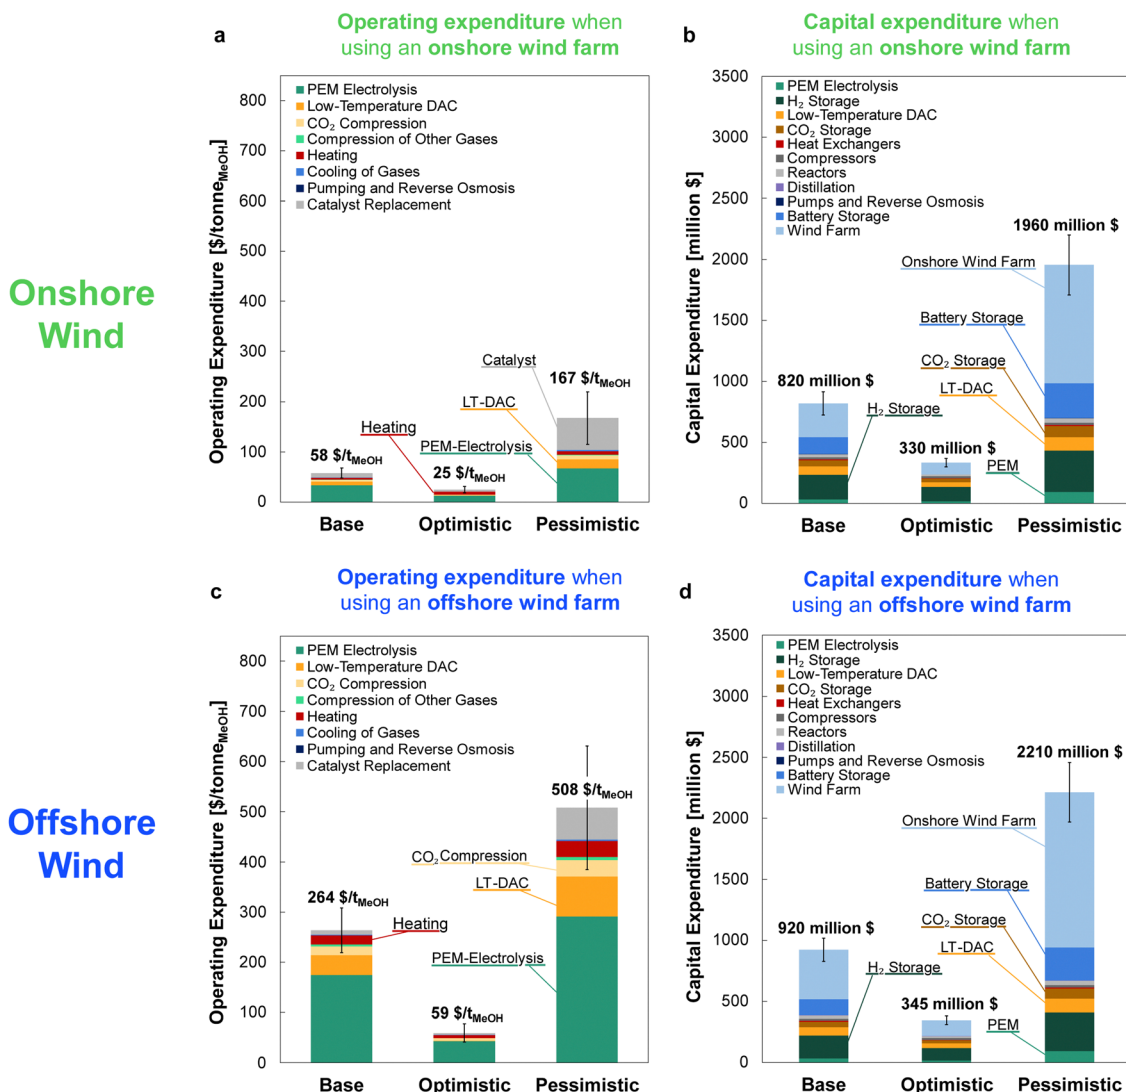 a
Operating expenditure when
using an onshore wind farm
800
700
600
500
400
300
200
100
0
Operating Expenditure [$/tonneMeOH]
PEM Electrolysis
Low-Temperature DAC
CO₂ Compression
Compression of Other Gases
Heating
Cooling of Gases
Pumping and Reverse Osmosis
Catalyst Replacement
Catalyst
167 $/tMeOH
LT-DAC
Heating
PEM-Electrolysis
58 $/tMeOH
25 $/tMeOH
Base
Optimistic
Pessimistic
b
Capital expenditure when
using an onshore wind farm
3500
3000
2500
2000
1500
1000
500
0
Capital Expenditure [million $]
PEM Electrolysis
H₂ Storage
Low-Temperature DAC
CO₂ Storage
Heat Exchangers
Compressors
Reactors
Distillation
Pumps and Reverse Osmosis
Battery Storage
Wind Farm
1960 million $
Onshore Wind Farm
Battery Storage
CO₂ Storage
820 million $
LT-DAC
H₂ Storage
330 million $
PEM
Base
Optimistic
Pessimistic
Onshore
Wind
c
Operating expenditure when
using an offshore wind farm
800
700
600
500
400
300
200
100
0
Operating Expenditure [$/tonneMeOH]
PEM Electrolysis
Low-Temperature DAC
CO₂ Compression
Compression of Other Gases
Heating
Cooling of Gases
Pumping and Reverse Osmosis
Catalyst Replacement
508 $/tMeOH
CO₂ Compression
LT-DAC
264 $/tMeOH
Heating
PEM-Electrolysis
59 $/tMeOH
Base
Optimistic
Pessimistic
d
Capital expenditure when
using an offshore wind farm
3500
3000
2500
2000
1500
1000
500
0
Capital Expenditure [million $]
PEM Electrolysis
H₂ Storage
Low-Temperature DAC
CO₂ Storage
Heat Exchangers
Compressors
Reactors
Distillation
Pumps and Reverse Osmosis
Battery Storage
Wind Farm
2210 million $
Onshore Wind Farm
Battery Storage
CO₂ Storage
920 million $
LT-DAC
H₂ Storage
345 million $
PEM
Base
Optimistic
Pessimistic
Offshore
Wind